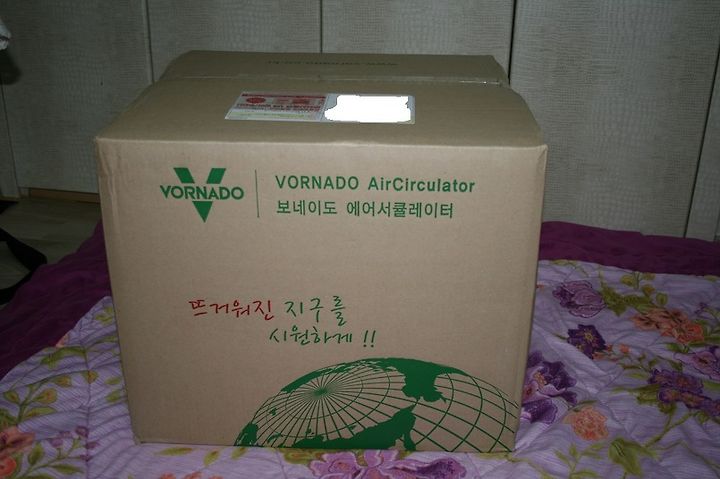 VORNADO
VORNADO AirCirculator
보네이도 에어서큘레이터
뜨거워진 지구를
시원하게 !!